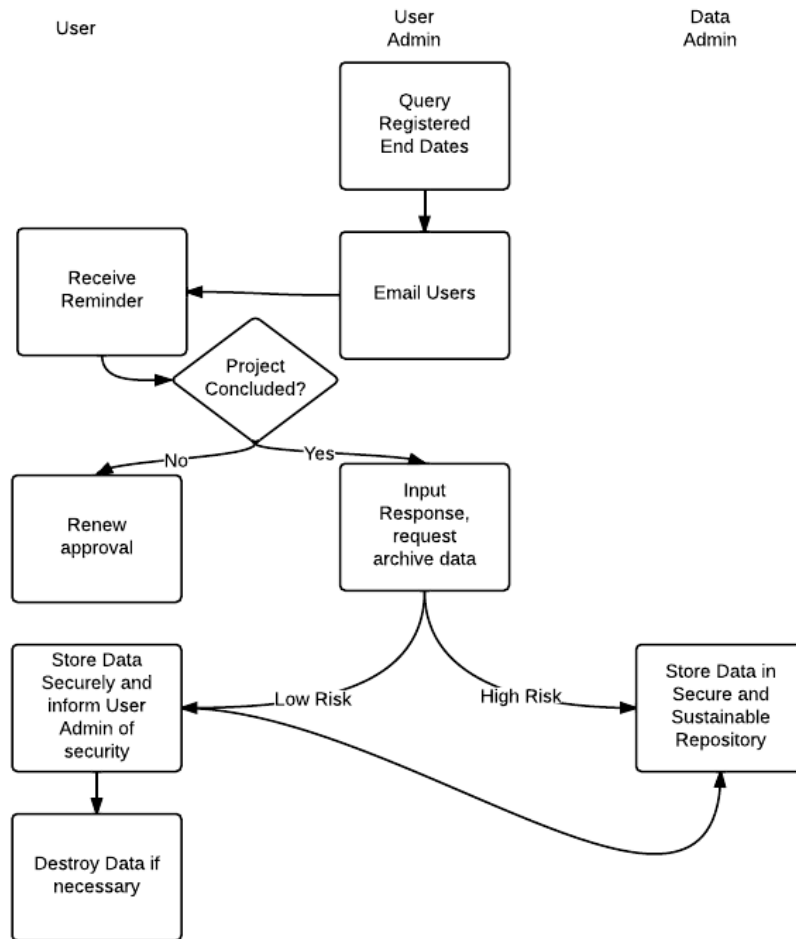 User
User
Admin
Data
Admin
Query
Registered
End Dates
Receive
Reminder
Email Users
Project
Concluded?
No
Yes
Renew
approval
Input
Response,
request
archive data
Store Data
Securely and
inform User
Admin of
security
Low Risk
High Risk
Store Data in
Secure and
Sustainable
Repository
Destroy Data if
necessary